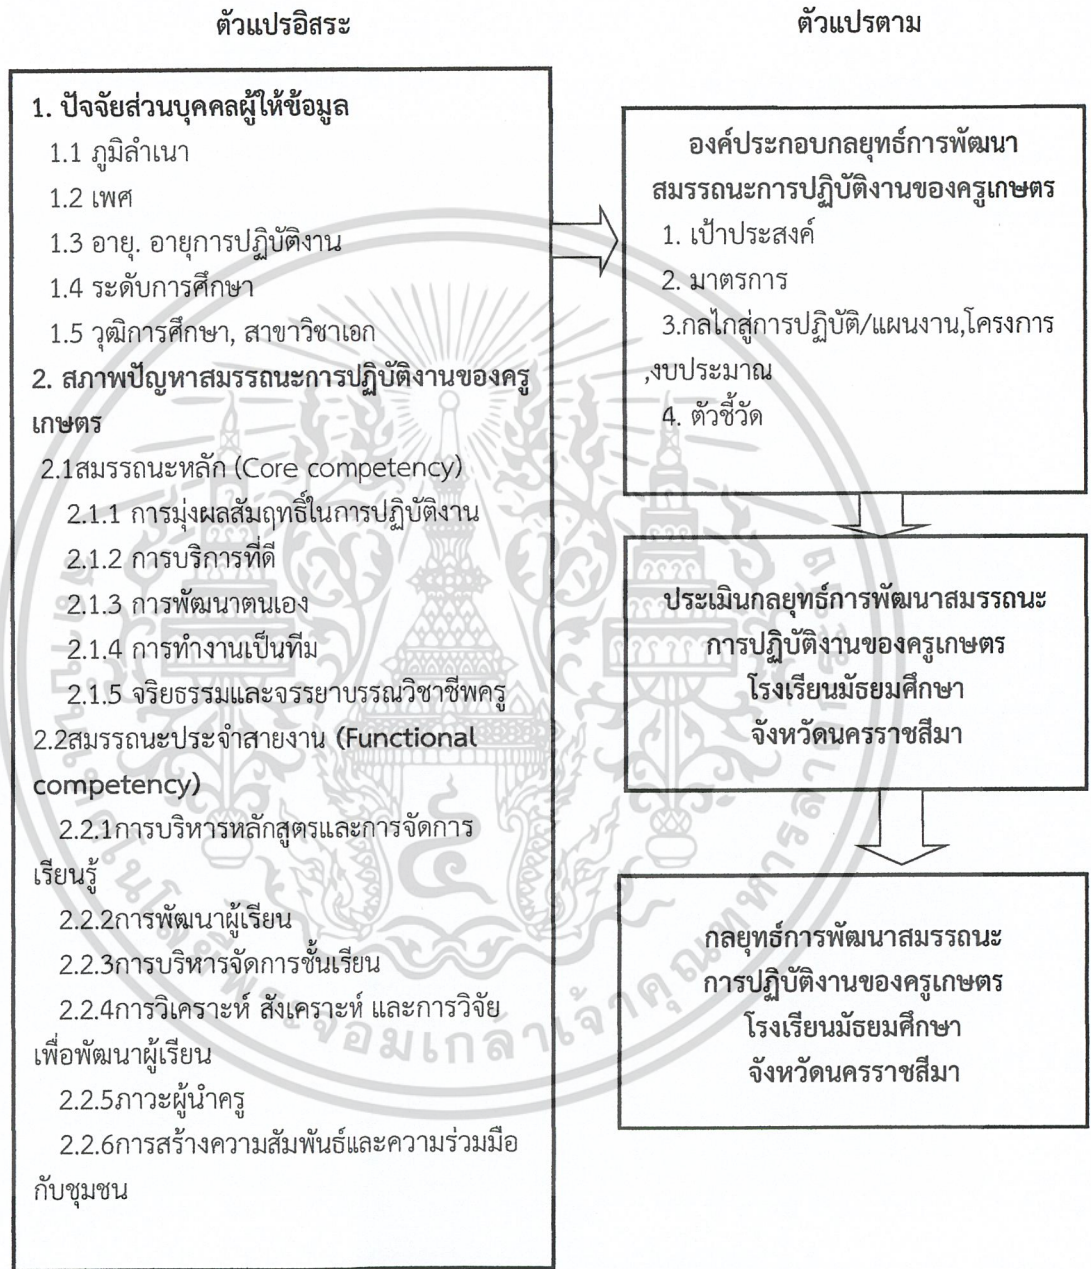 ตัวแปรอิสระ
ตัวแปรตาม
1. ปัจจัยส่วนบุคคลผู้ให้ข้อมูล
1.1 ภูมิลำเนา
1.2 เพศ
1.3 อายุ. อายุการปฏิบัติงาน
1.4 ระดับการศึกษา
1.5 วุฒิการศึกษา, สาขาวิชาเอก
2. สภาพปัญหาสมรรถนะการปฏิบัติงานของครู
เกษตร
2.1สมรรถนะหลัก (Core competency)
2.1.1 การมุ่งผลสัมฤทธิ์ในการปฏิบัติงาน
2.1.2 การบริการที่ดี
2.1.3 การพัฒนาตนเอง
2.1.4 การทำงานเป็นทีม
2.1.5 จริยธรรมและจรรยาบรรณวิชาชีพครู
2.2สมรรถนะประจำสายงาน (Functional
competency)
2.2.1การบริหารหลักสูตรและการจัดการ
เรียนรู้
2.2.2การพัฒนาผู้เรียน
2.2.3การบริหารจัดการชั้นเรียน
2.2.4การวิเคราะห์ สังเคราะห์ และการวิจัย
เพื่อพัฒนาผู้เรียน
2.2.5ภาวะผู้นำครู
2.2.6การสร้างความสัมพันธ์และความร่วมมือ
กับชุมชน
องค์ประกอบกลยุทธ์การพัฒนา
สมรรถนะการปฏิบัติงานของครูเกษตร
1. เป้าประสงค์
2. มาตรการ
3.กลไกสู่การปฏิบัติ/แผนงาน,โครงการ
,งบประมาณ
4. ตัวชี้วัด
ประเมินกลยุทธ์การพัฒนาสมรรถนะ
การปฏิบัติงานของครูเกษตร
โรงเรียนมัธยมศึกษา
จังหวัดนครราชสีมา
กลยุทธ์การพัฒนาสมรรถนะ
การปฏิบัติงานของครูเกษตร
โรงเรียนมัธยมศึกษา
จังหวัดนครราชสีมา